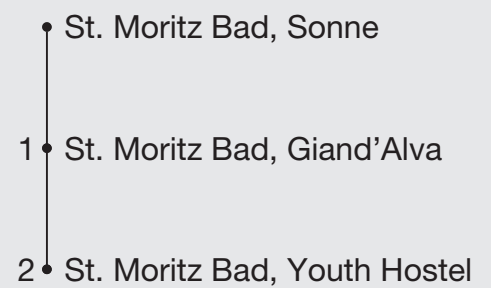 St. Moritz Bad, Sonne
1 St. Moritz Bad, Giand’Alva
2 St. Moritz Bad, Youth Hostel